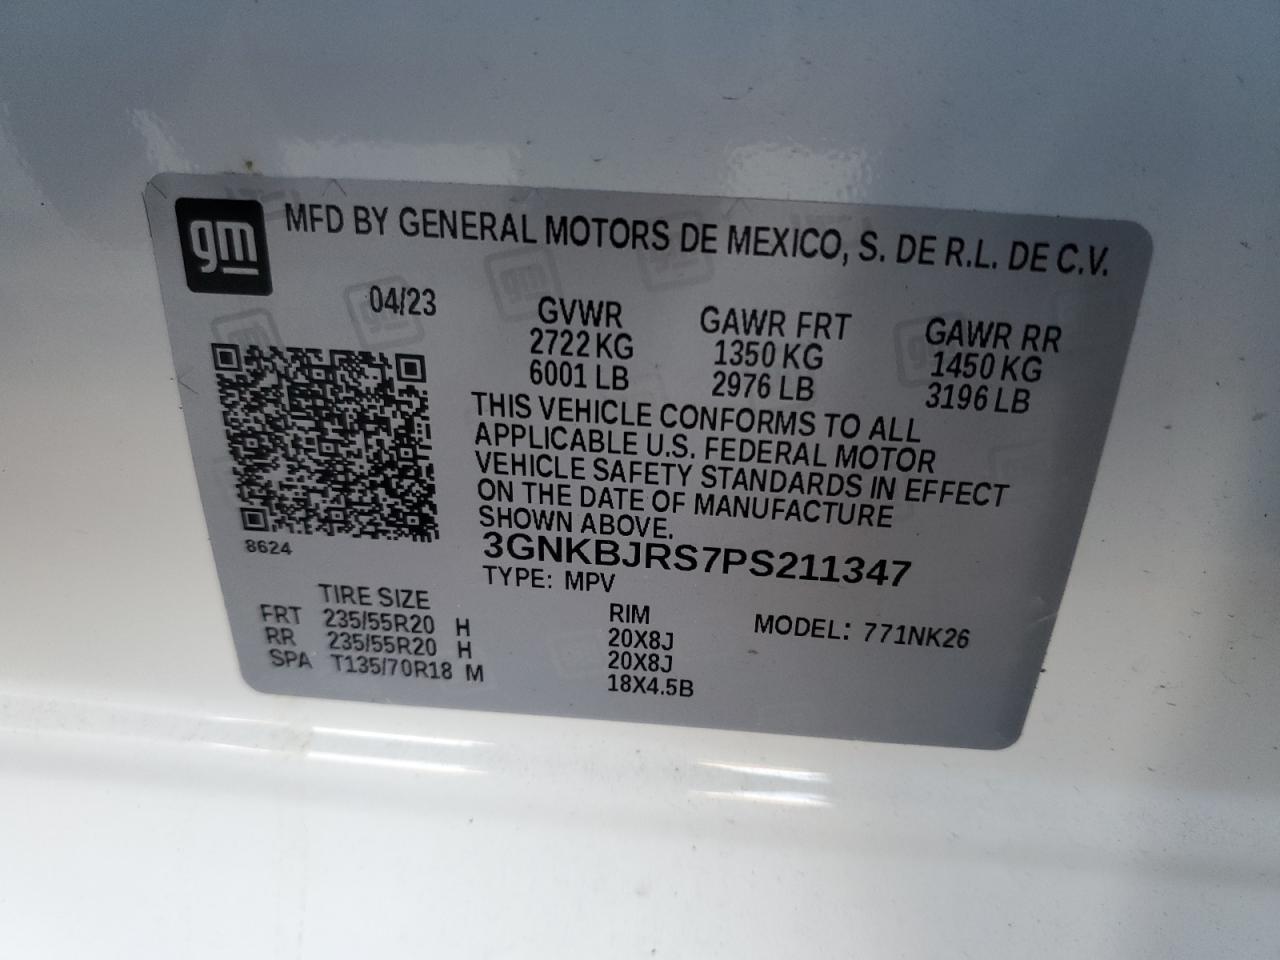 gm MFD BY GENERAL MOTORS DE MEXICO, S. DE R.L. DE C.V.
04/23
GVWR GAWR FRT GAWR RR
2722 KG 1350 KG 1450 KG
6001 LB 2976 LB 3196 LB
THIS VEHICLE CONFORMS TO ALL
APPLICABLE U.S. FEDERAL MOTOR
VEHICLE SAFETY STANDARDS IN EFFECT
ON THE DATE OF MANUFACTURE
SHOWN ABOVE.
8624
3GNKBJRS7PS211347
TYPE: MPV
TIRE SIZE RIM MODEL: 771NK26
FRT 235/55R20 H 20X8J
RR 235/55R20 H 20X8J
SPA T135/70R18 M 18X4.5B